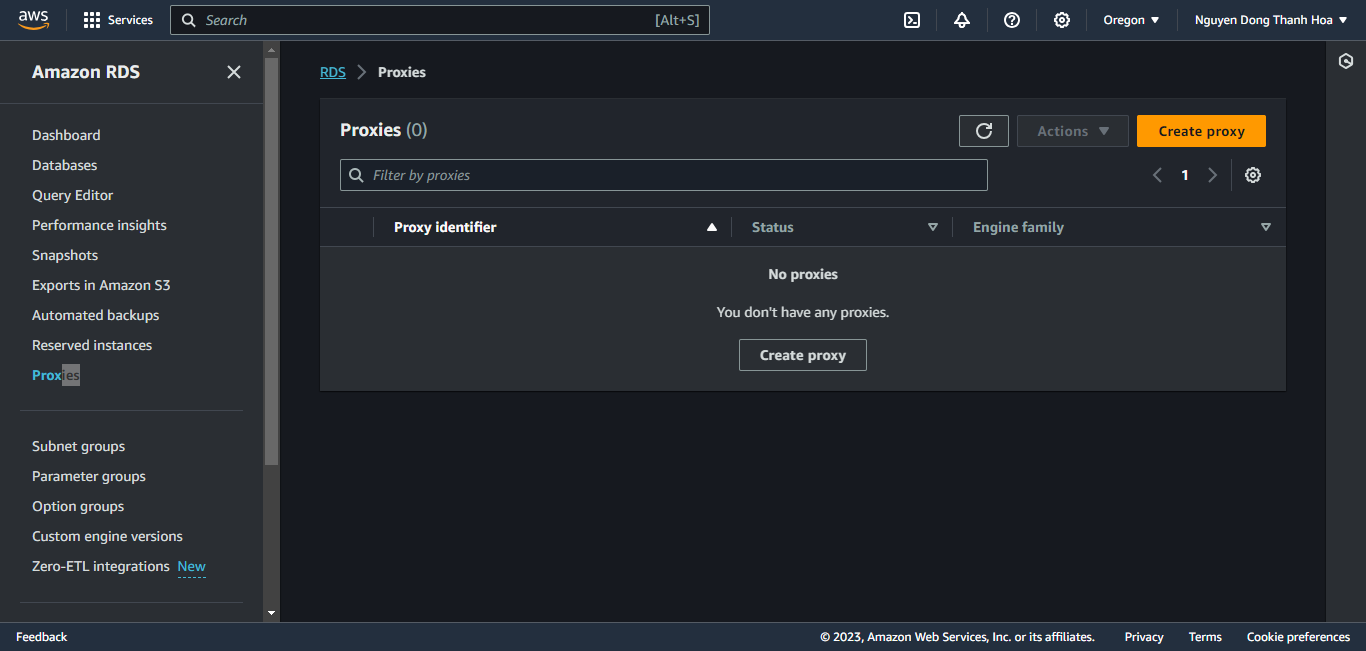 aws Services Search [Alt+S] Oregon Nguyen Dong Thanh Hoa
Amazon RDS
Dashboard
Databases
Query Editor
Performance insights
Snapshots
Exports in Amazon S3
Automated backups
Reserved instances
Proxies
Subnet groups
Parameter groups
Option groups
Custom engine versions
Zero-ETL integrations New
RDS Proxies
Proxies (0) Actions Create proxy
Filter by proxies 1
Proxy identifier Status Engine family
No proxies
You don't have any proxies.
Create proxy
Feedback © 2023, Amazon Web Services, Inc. or its affiliates. Privacy Terms Cookie preferences